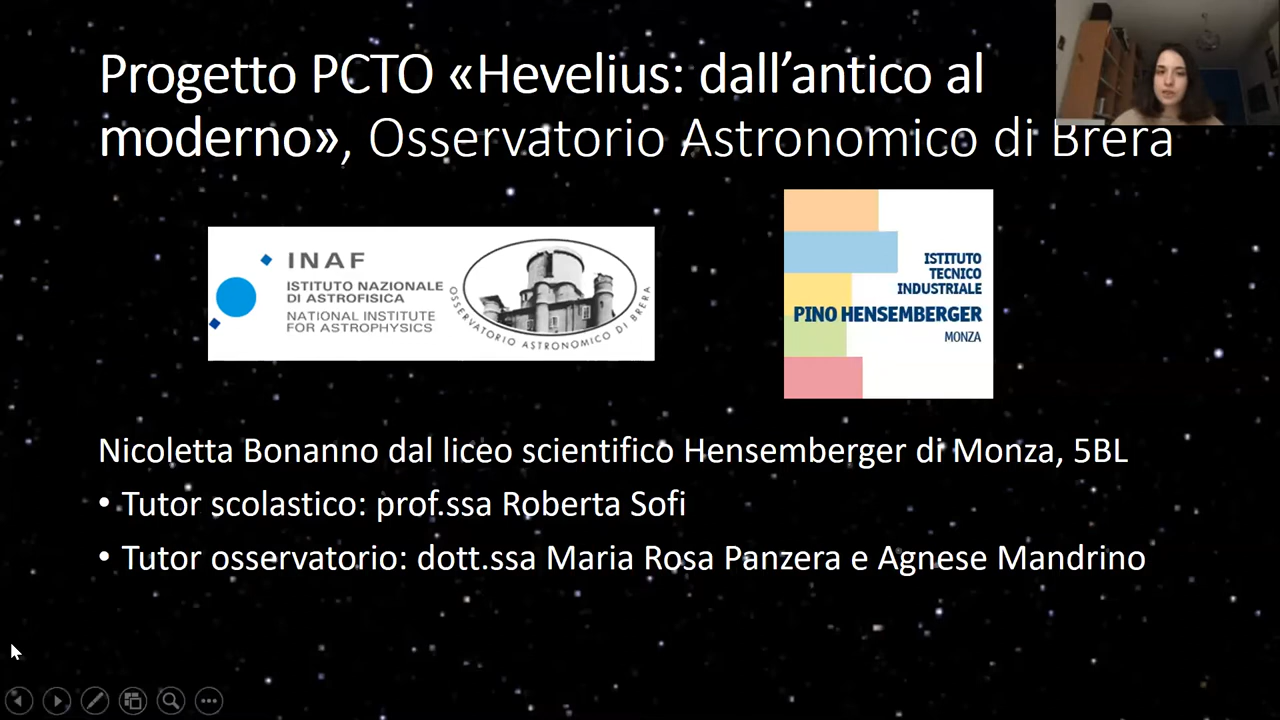 Progetto PCTO «Hevelius: dall’antico al
moderno», Osservatorio Astronomico di Brera
INAF
ISTITUTO NAZIONALE
DI ASTROFISICA
NATIONAL INSTITUTE
FOR ASTROPHYSICS
OSSERVATORIO ASTRONOMICO DI BRERA
ISTITUTO
TECNICO
INDUSTRIALE
PINO HENSEMBERGER
MONZA
Nicoletta Bonanno dal liceo scientifico Hensemberger di Monza, 5BL
• Tutor scolastico: prof.ssa Roberta Sofi
• Tutor osservatorio: dott.ssa Maria Rosa Panzera e Agnese Mandrino